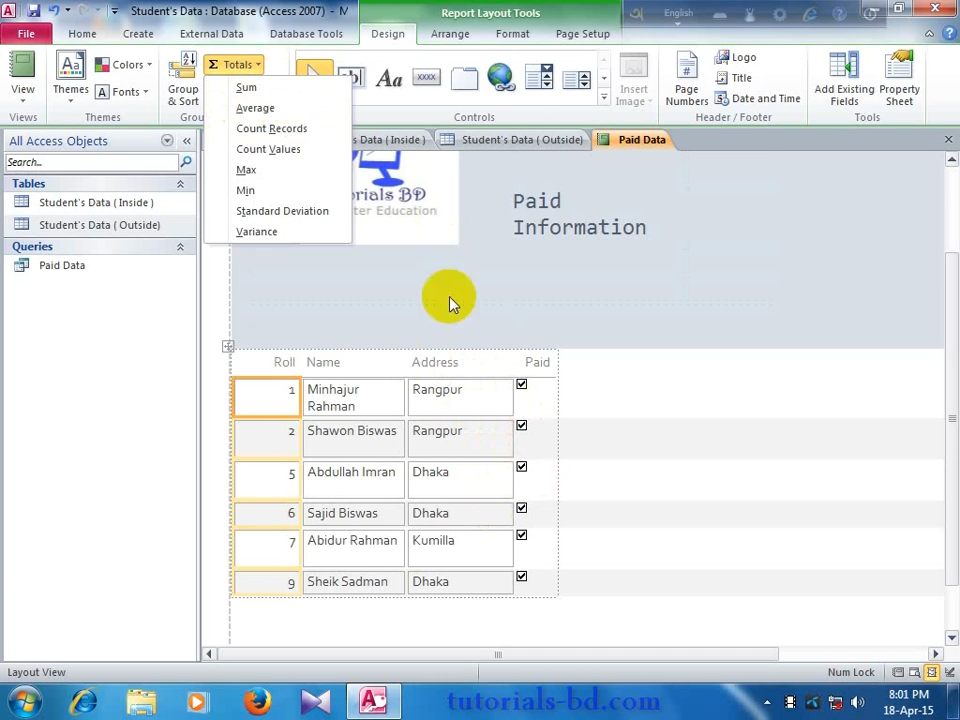 Student's Data : Database (Access 2007) - M
Report Layout Tools
English
File
Home
Create
External Data
Database Tools
Design
Arrange
Format
Page Setup
View
Themes
Colors
Fonts
Group
& Sort
Σ Totals
Aa
xxxx
Insert
Image
Page
Numbers
Logo
Title
Date and Time
Add Existing
Fields
Property
Sheet
Views
Themes
Controls
Header / Footer
Tools
Sum
Average
Count Records
Count Values
Max
Min
Standard Deviation
Variance
All Access Objects
Search...
Tables
Student's Data ( Inside )
Student's Data ( Outside)
Queries
Paid Data
s Data ( Inside )
Student's Data ( Outside)
Paid Data
Paid
Information
Roll Name Address Paid
1 Minhajur Rangpur
Rahman
2 Shawon Biswas Rangpur
5 Abdullah Imran Dhaka
6 Sajid Biswas Dhaka
7 Abidur Rahman Kumilla
9 Sheik Sadman Dhaka
Layout View
Num Lock
tutorials-bd.com
8:01 PM
18-Apr-15